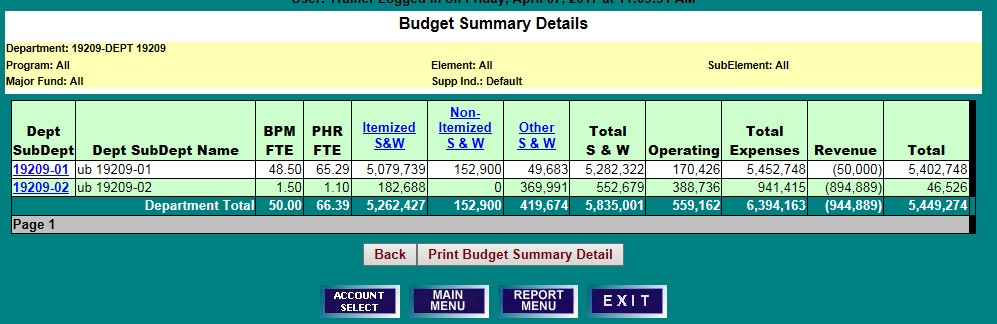 User: Trainer Logged in on Friday, April 07, 2017 at 11:09:51 AM
Budget Summary Details
Department: 19209-DEPT 19209
Program: All Element: All SubElement: All
Major Fund: All Supp Ind.: Default
Dept SubDept Dept SubDept Name BPM FTE PHR FTE Itemized S&W Non-Itemized S & W Other S & W Total S & W Operating Total Expenses Revenue Total
19209-01 ub 19209-01 48.50 65.29 5,079,739 152,900 49,683 5,282,322 170,426 5,452,748 (50,000) 5,402,748
19209-02 ub 19209-02 1.50 1.10 182,688 0 369,991 552,679 388,736 941,415 (894,889) 46,526
Department Total 50.00 66.39 5,262,427 152,900 419,674 5,835,001 559,162 6,394,163 (944,889) 5,449,274
Page 1
Back Print Budget Summary Detail
ACCOUNT SELECT MAIN MENU REPORT MENU EXIT